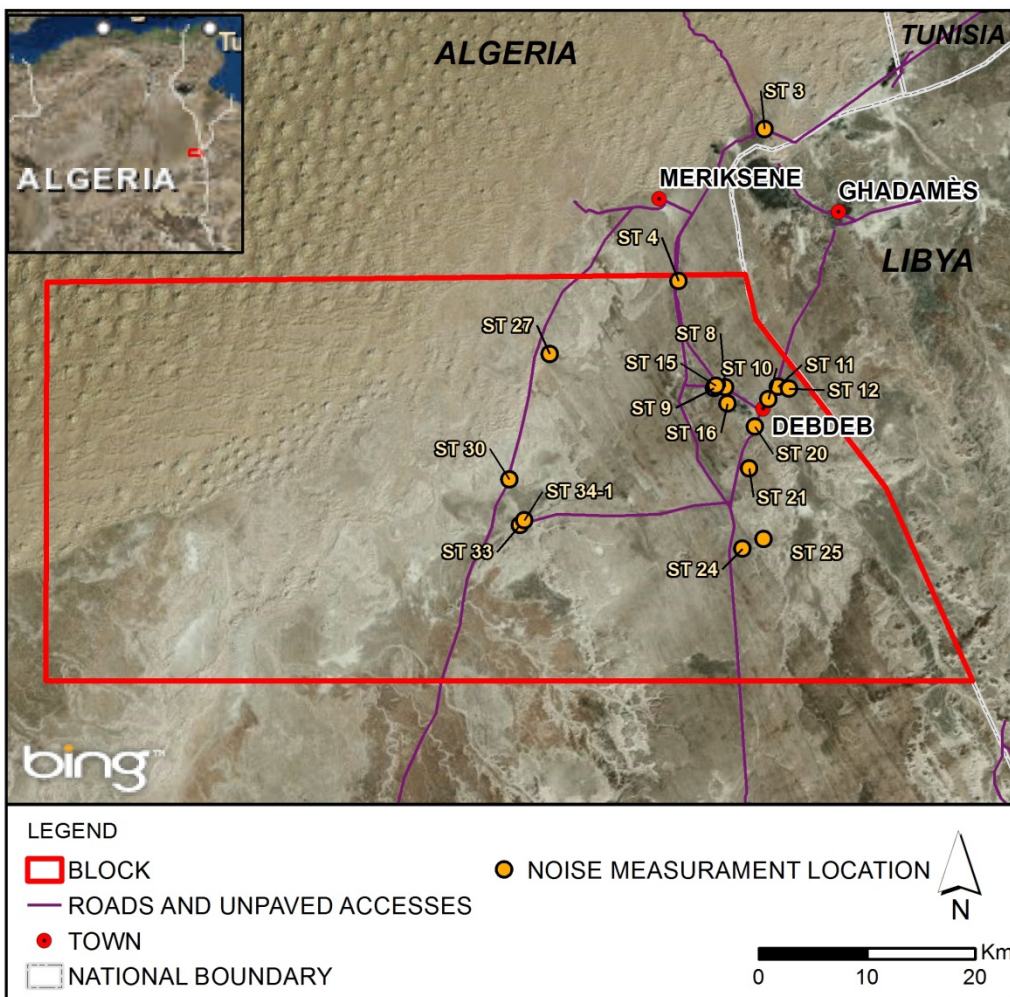 ALGERIA
TUNISIA
ST 3
MERIKSENE
GHADAMÈS
ALGERIA
ST 4
LIBYA
ST 27
ST 8
ST 15
ST 10
ST 11
ST 12
ST 9
ST 16
DEBDEB
ST 20
ST 30
ST 21
ST 34-1
ST 33
ST 24
ST 25
bing™
LEGEND
BLOCK
NOISE MEASURAMENT LOCATION
ROADS AND UNPAVED ACCESSES
N
TOWN
Km
NATIONAL BOUNDARY
0 10 20